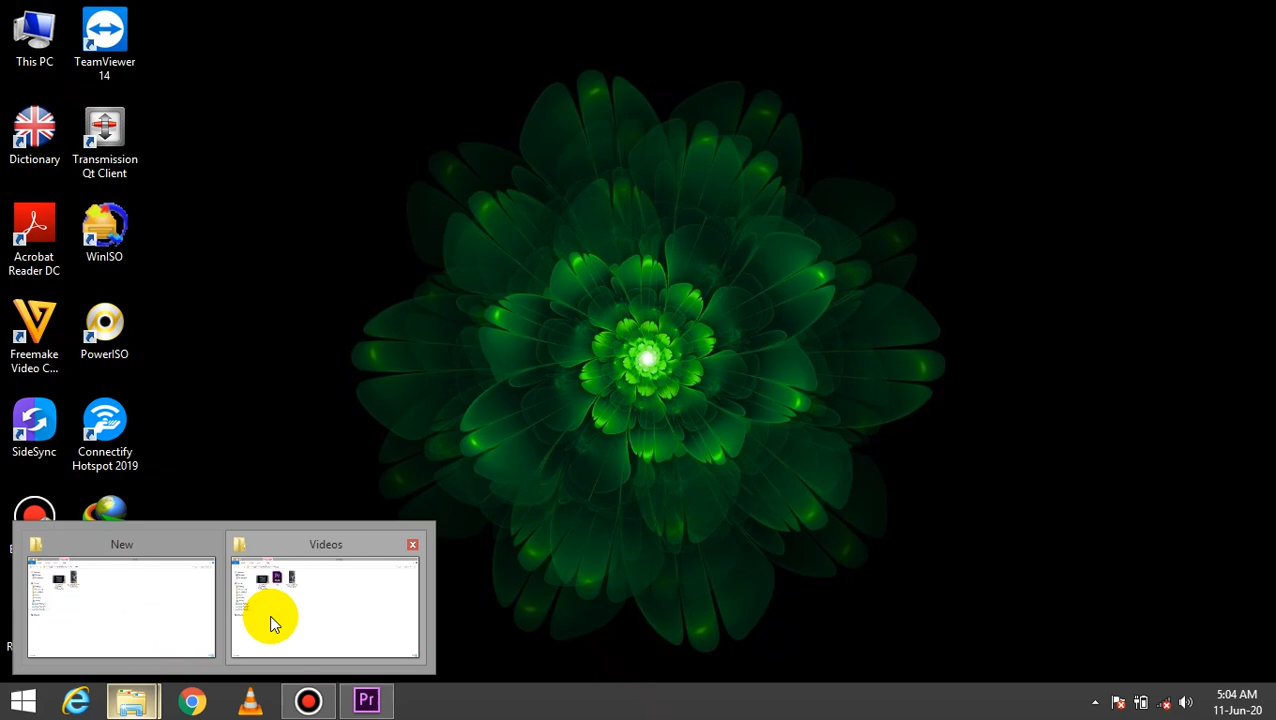 This PC
TeamViewer
14
Dictionary
Transmission
Qt Client
Acrobat
Reader DC
WinISO
Freemake
Video C...
PowerISO
SideSync
Connectify
Hotspot 2019
New
Videos
Pr
5:04 AM
11-Jun-20